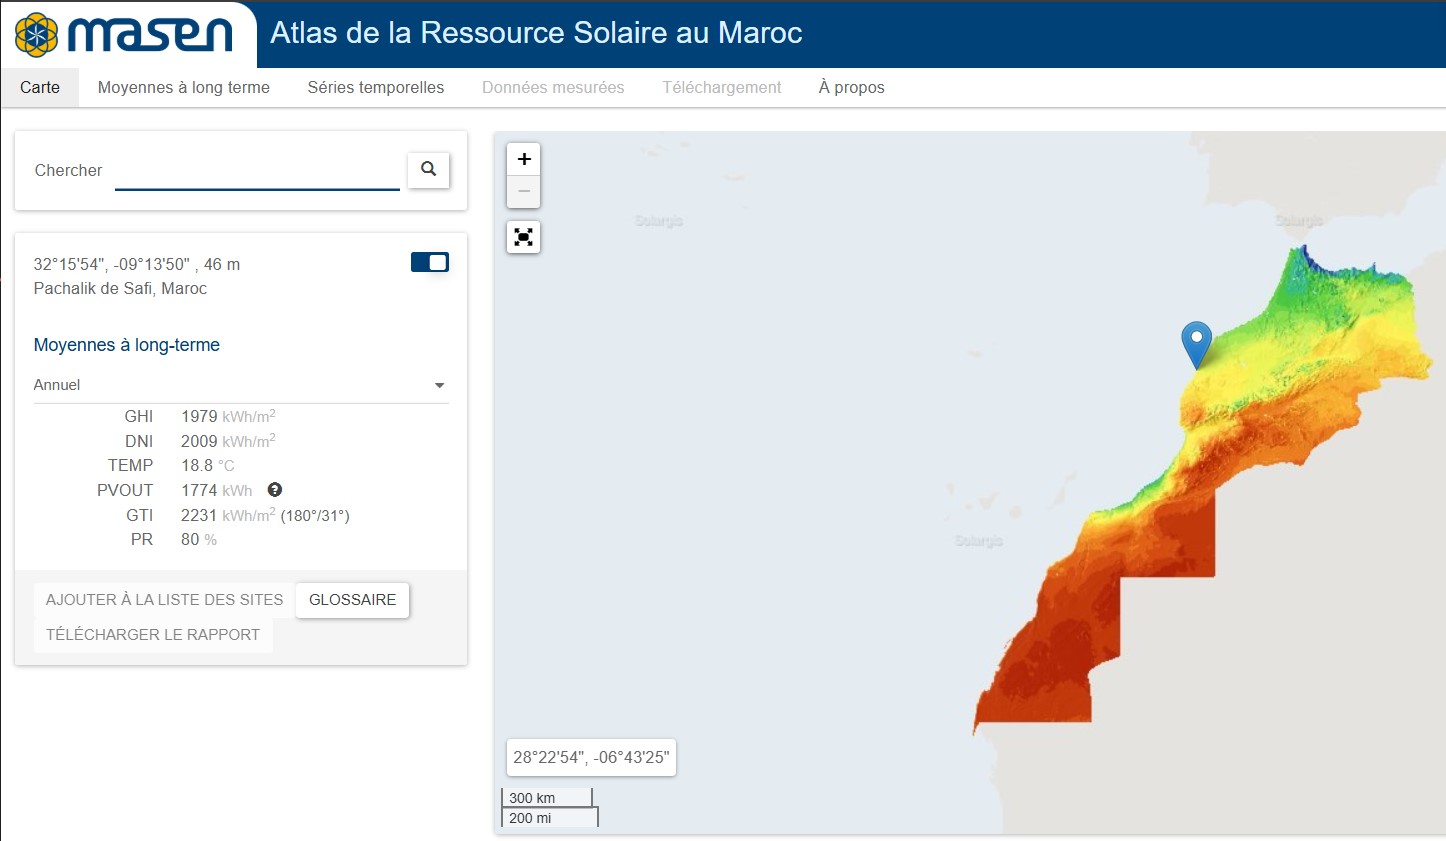 masen
Atlas de la Ressource Solaire au Maroc
Carte Moyennes à long terme Séries temporelles Données mesurées Téléchargement À propos
Chercher
32°15'54", -09°13'50" , 46 m
Pachalik de Safi, Maroc
Moyennes à long-terme
Annuel
GHI 1979 kWh/m²
DNI 2009 kWh/m²
TEMP 18.8 °C
PVOUT 1774 kWh ?
GTI 2231 kWh/m² (180°/31°)
PR 80 %
AJOUTER À LA LISTE DES SITES GLOSSAIRE
TÉLÉCHARGER LE RAPPORT
+
−
Solargis
Solargis
Solargis
28°22'54", -06°43'25"
300 km
200 mi